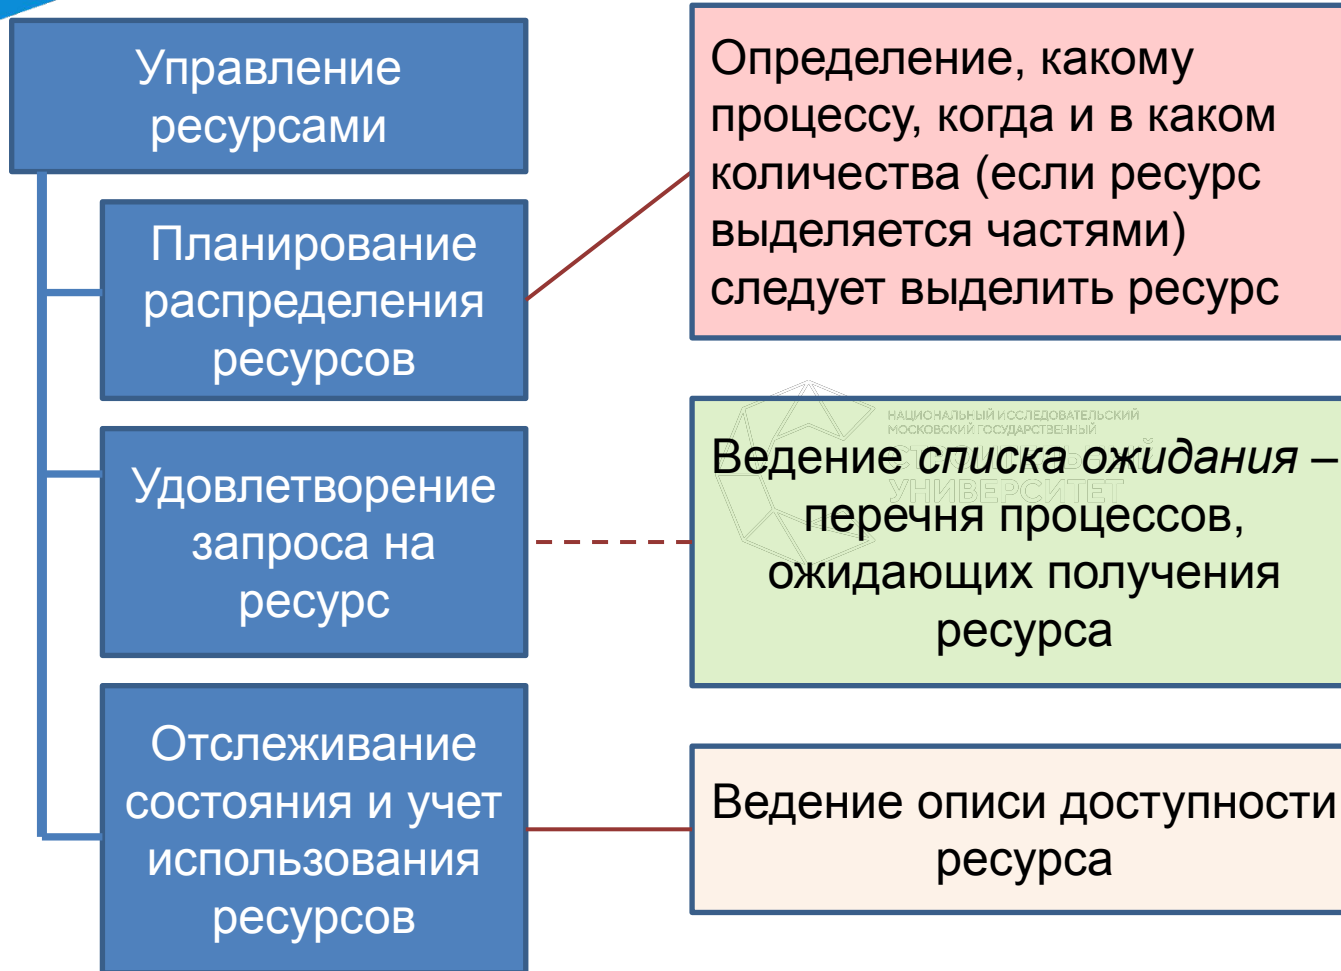 Управление
ресурсами
Планирование
распределения
ресурсов
Удовлетворение
запроса на
ресурс
Отслеживание
состояния и учет
использования
ресурсов
Определение, какому
процессу, когда и в каком
количества (если ресурс
выделяется частями)
следует выделить ресурс
НАЦИОНАЛЬНЫЙ ИССЛЕДОВАТЕЛЬСКИЙ
МОСКОВСКИЙ ГОСУДАРСТВЕННЫЙ
СТРОИТЕЛЬНЫЙ
УНИВЕРСИТЕТ
Ведение списка ожидания –
перечня процессов,
ожидающих получения
ресурса
Ведение описи доступности
ресурса